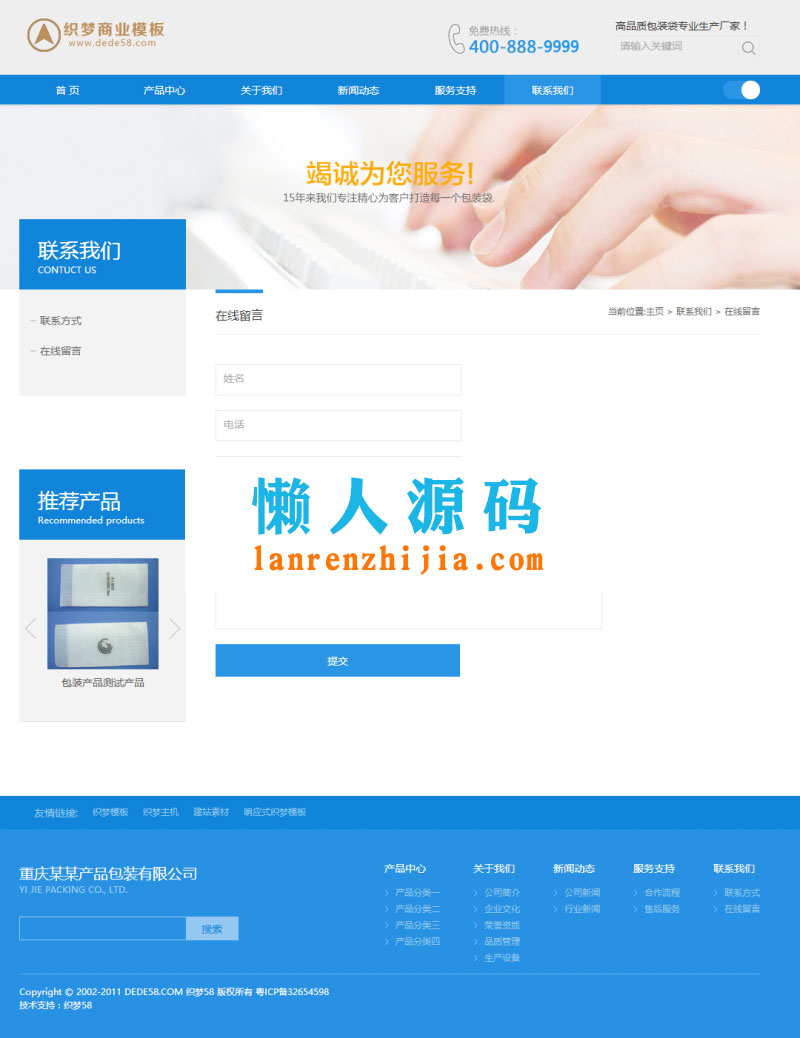 织梦商业模板
www.dede58.com
免费热线：
400-888-9999
高品质包装袋专业生产厂家！
请输入关键词
首 页
产品中心
关于我们
新闻动态
服务支持
联系我们
竭诚为您服务!
15年来我们专注精心为客户打造每一个包装袋.
联系我们
CONTUCT US
联系方式
在线留言
在线留言
当前位置:主页 > 联系我们 > 在线留言
姓名
电话
懒人源码
lanrenzhijia.com
提交
推荐产品
Recommended products
包装产品测试产品
友情链接: 织梦模板 织梦主机 建站素材 响应式织梦模板
重庆某某产品包装有限公司
YI JIE PACKING CO., LTD.
搜索
产品中心
产品分类一
产品分类二
产品分类三
产品分类四
关于我们
公司简介
企业文化
荣誉资质
品质管理
生产设备
新闻动态
公司新闻
行业新闻
服务支持
合作流程
售后服务
联系我们
联系方式
在线留言
Copyright © 2002-2011 DEDE58.COM 织梦58 版权所有 粤ICP备32654598
技术支持：织梦58